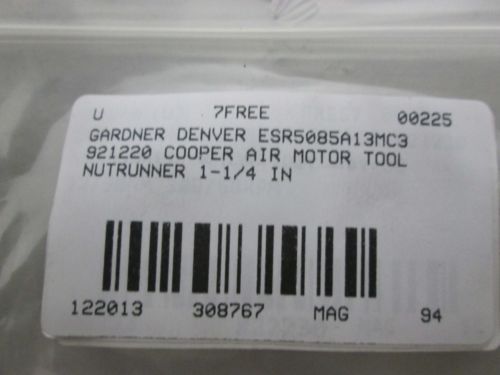 U 7FREE 00225
GARDNER DENVER ESR5085A13MC3
921220 COOPER AIR MOTOR TOOL
NUTRUNNER 1-1/4 IN
122013 308767 MAG 94